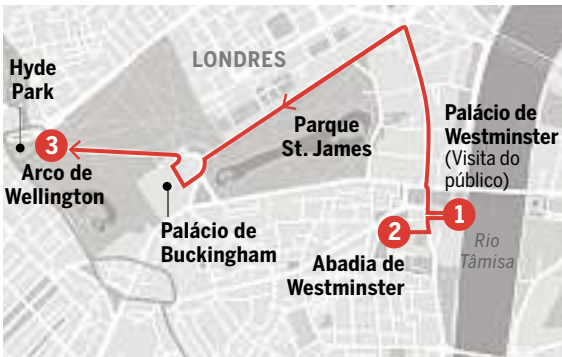 LONDRES
Hyde
Park
3
Arco de
Wellington
Parque
St. James
Palácio de
Westminster
(Visita do
público)
1
2
Palácio de
Buckingham
Abadia de
Westminster
Rio
Tâmisa